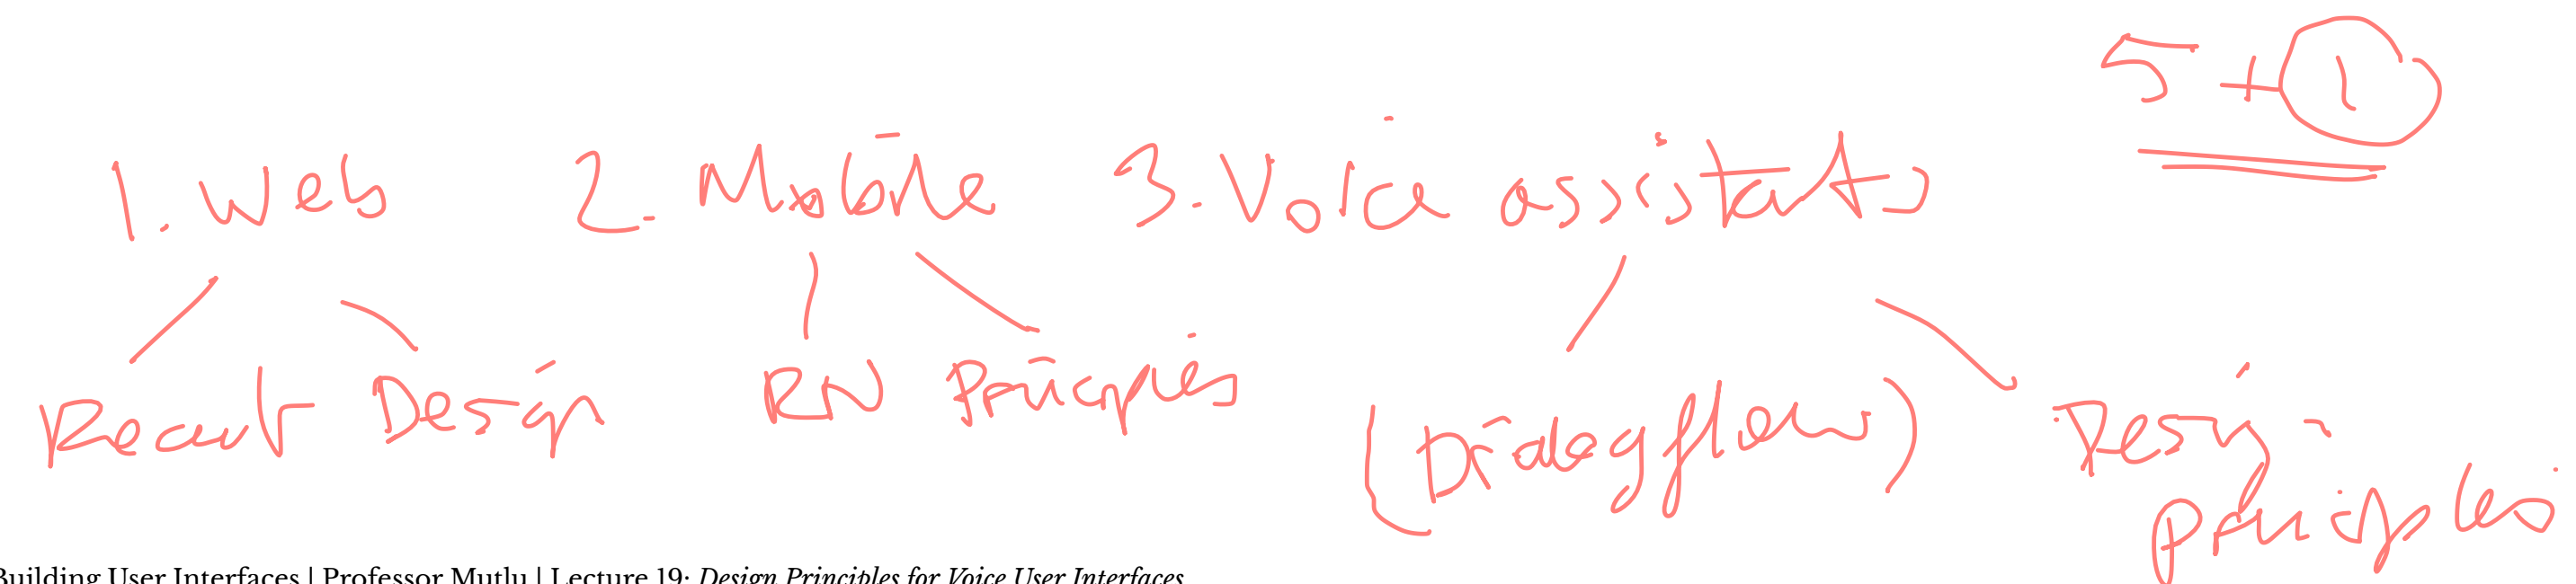 5 + 1
1. Web 2. Mobile 3. Voice assistants
React Design RN Principles (Dialogflow) Design
principles
Building User Interfaces | Professor Mutlu | Lecture 19: Design Principles for Voice User Interfaces